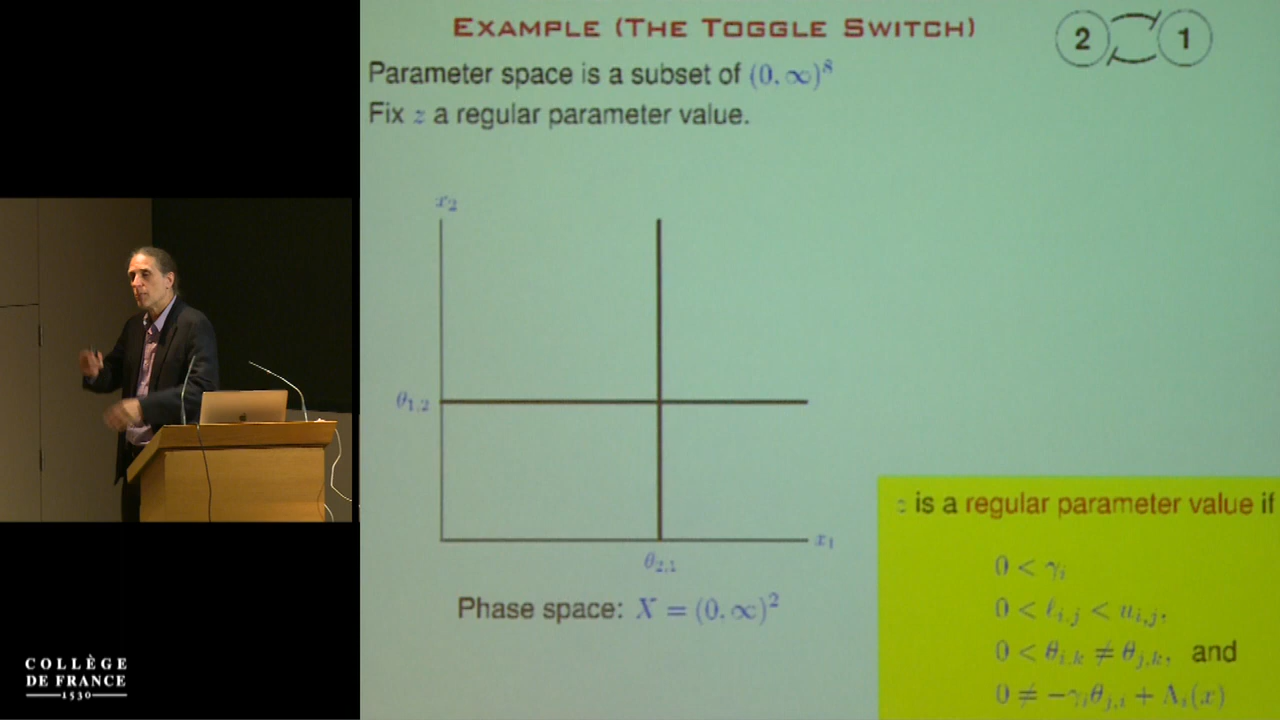 EXAMPLE (THE TOGGLE SWITCH)
2 1
Parameter space is a subset of (0, ∞)⁸
Fix z a regular parameter value.
x₂
θ₁,₂
x₁
θ₂,₁
Phase space: X = (0, ∞)²
z is a regular parameter value if
0 < γᵢ
0 < ℓᵢ,ⱼ < uᵢ,ⱼ,
0 < θᵢ,ₖ ≠ θⱼ,ₖ, and
0 ≠ −γᵢθⱼ,ᵢ + Λᵢ(x)
COLLÈGE
DE FRANCE
1530